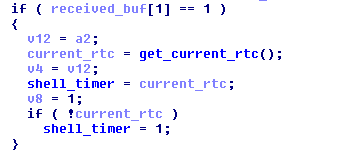 if ( received_buf[1] == 1 )
{
  v12 = a2;
  current_rtc = get_current_rtc();
  v4 = v12;
  shell_timer = current_rtc;
  v8 = 1;
  if ( !current_rtc )
    shell_timer = 1;
}